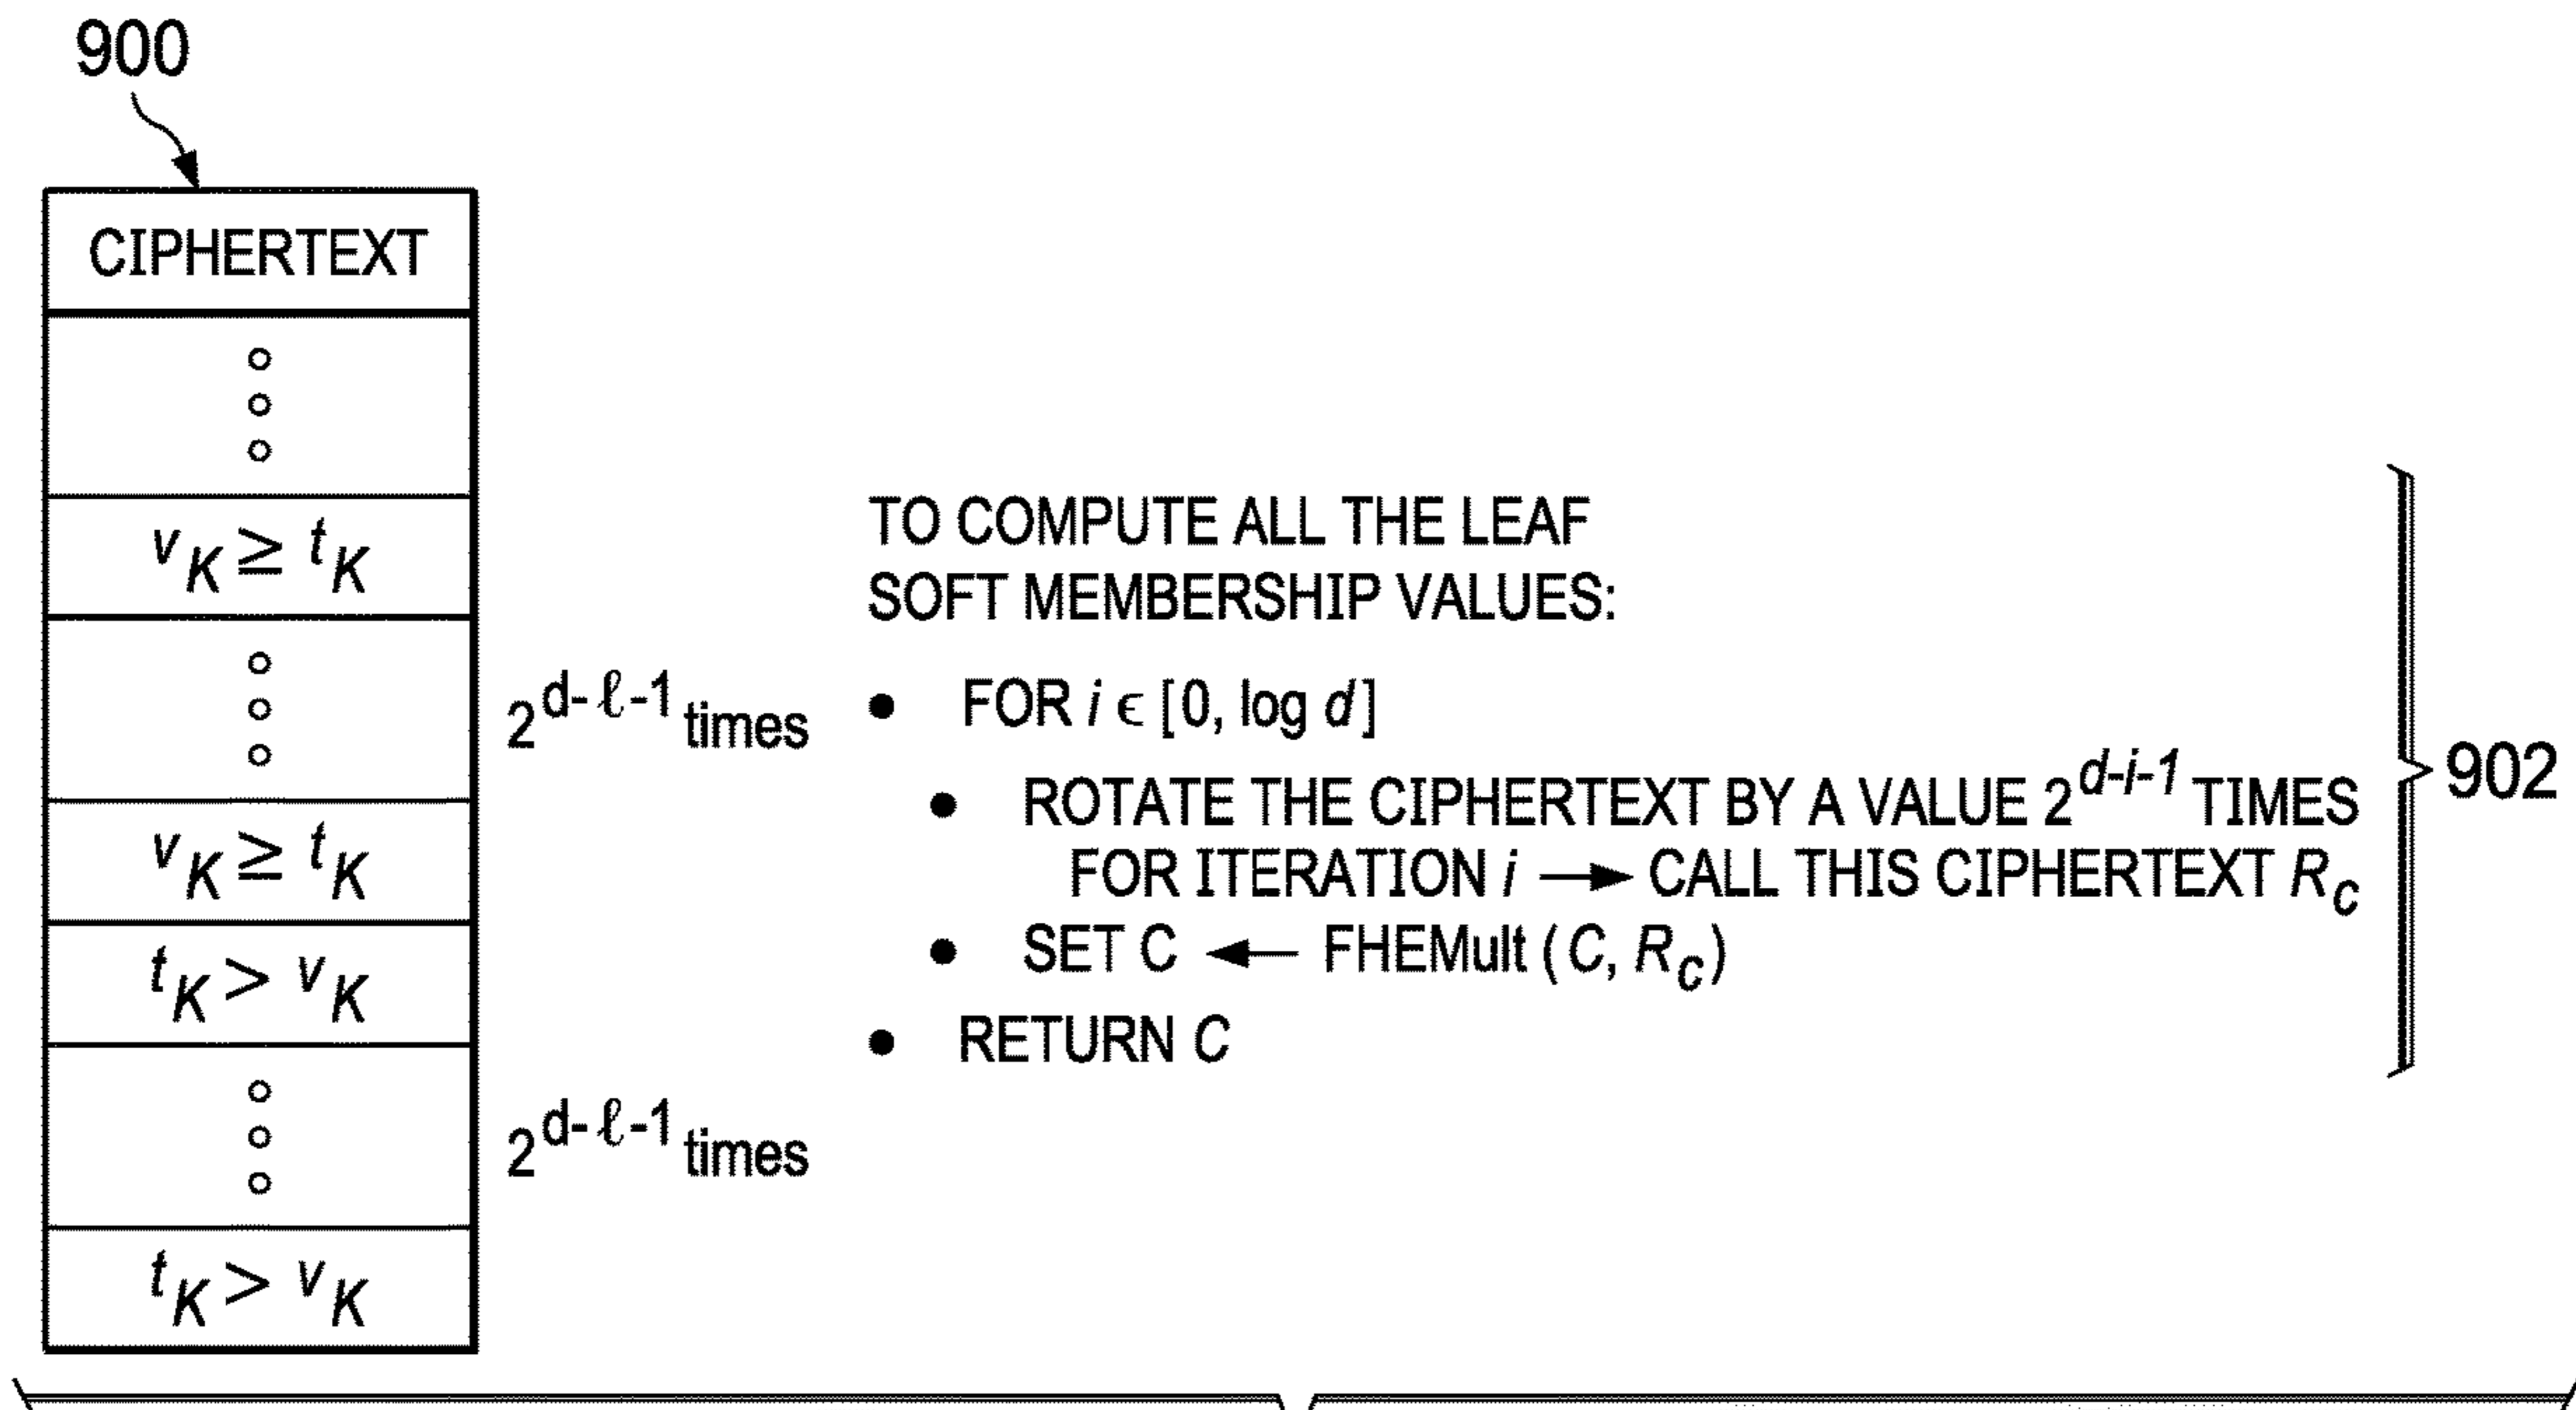 900
CIPHERTEXT
v_K ≥ t_K
2^{d-ℓ-1} times
v_K ≥ t_K
t_K > v_K
2^{d-ℓ-1} times
t_K > v_K
TO COMPUTE ALL THE LEAF
SOFT MEMBERSHIP VALUES:
• FOR i ϵ [0, log d]
• ROTATE THE CIPHERTEXT BY A VALUE 2^{d-i-1} TIMES
FOR ITERATION i → CALL THIS CIPHERTEXT R_c
• SET C ← FHEMult (C, R_c)
• RETURN C
902